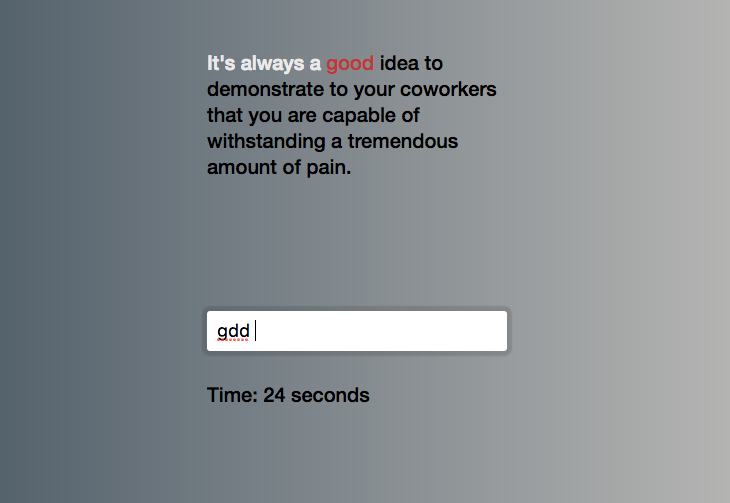 It's always a good idea to
demonstrate to your coworkers
that you are capable of
withstanding a tremendous
amount of pain.
gdd
Time: 24 seconds